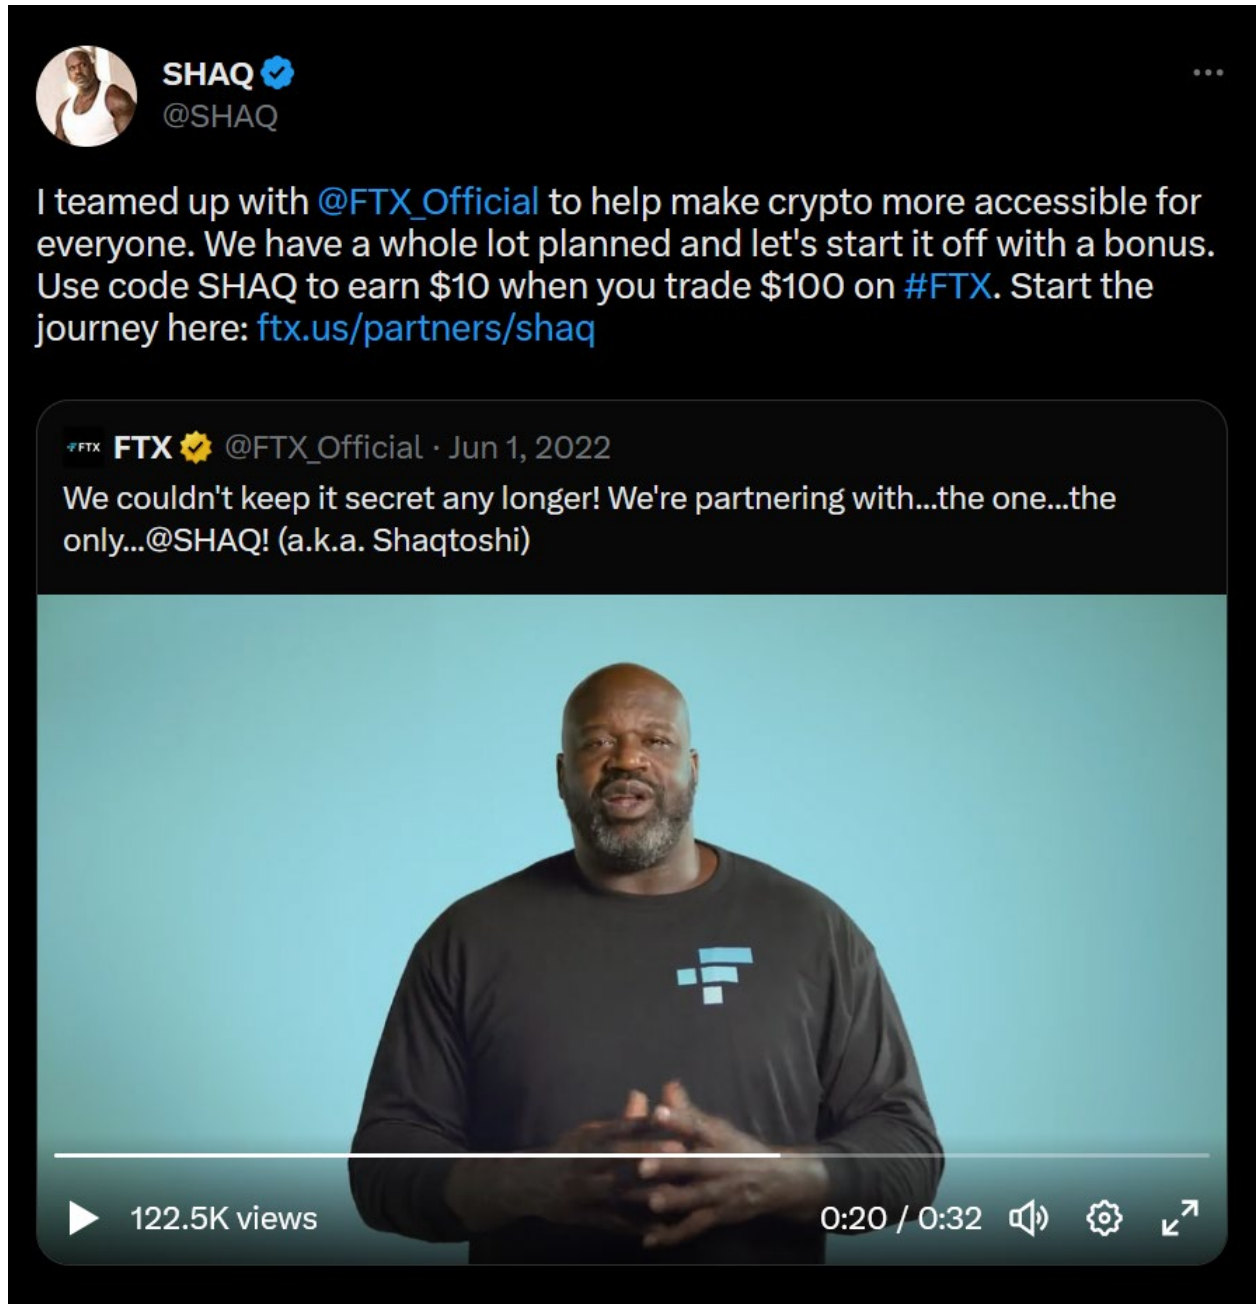 SHAQ
@SHAQ
I teamed up with @FTX_Official to help make crypto more accessible for
everyone. We have a whole lot planned and let's start it off with a bonus.
Use code SHAQ to earn $10 when you trade $100 on #FTX. Start the
journey here: ftx.us/partners/shaq
FTX FTX @FTX_Official · Jun 1, 2022
We couldn't keep it secret any longer! We're partnering with...the one...the
only...@SHAQ! (a.k.a. Shaqtoshi)
122.5K views 0:20 / 0:32